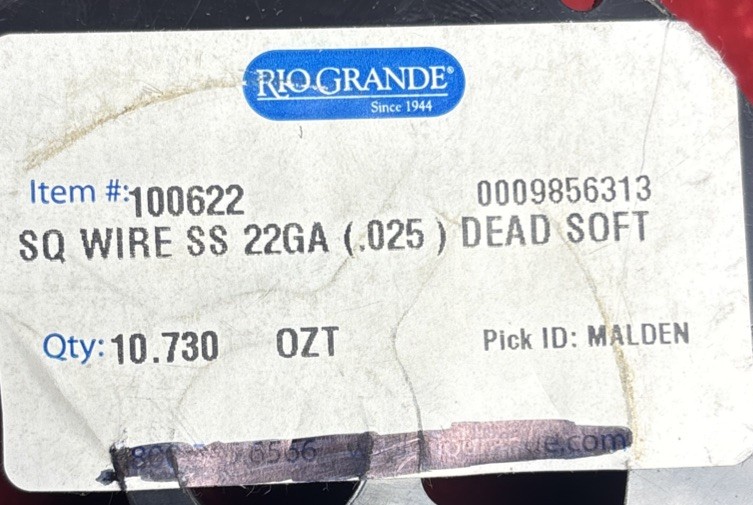 RIO GRANDE®
Since 1944
Item #:100622 0009856313
SQ WIRE SS 22GA (.025 ) DEAD SOFT
Qty: 10.730 OZT Pick ID: MALDEN
6566